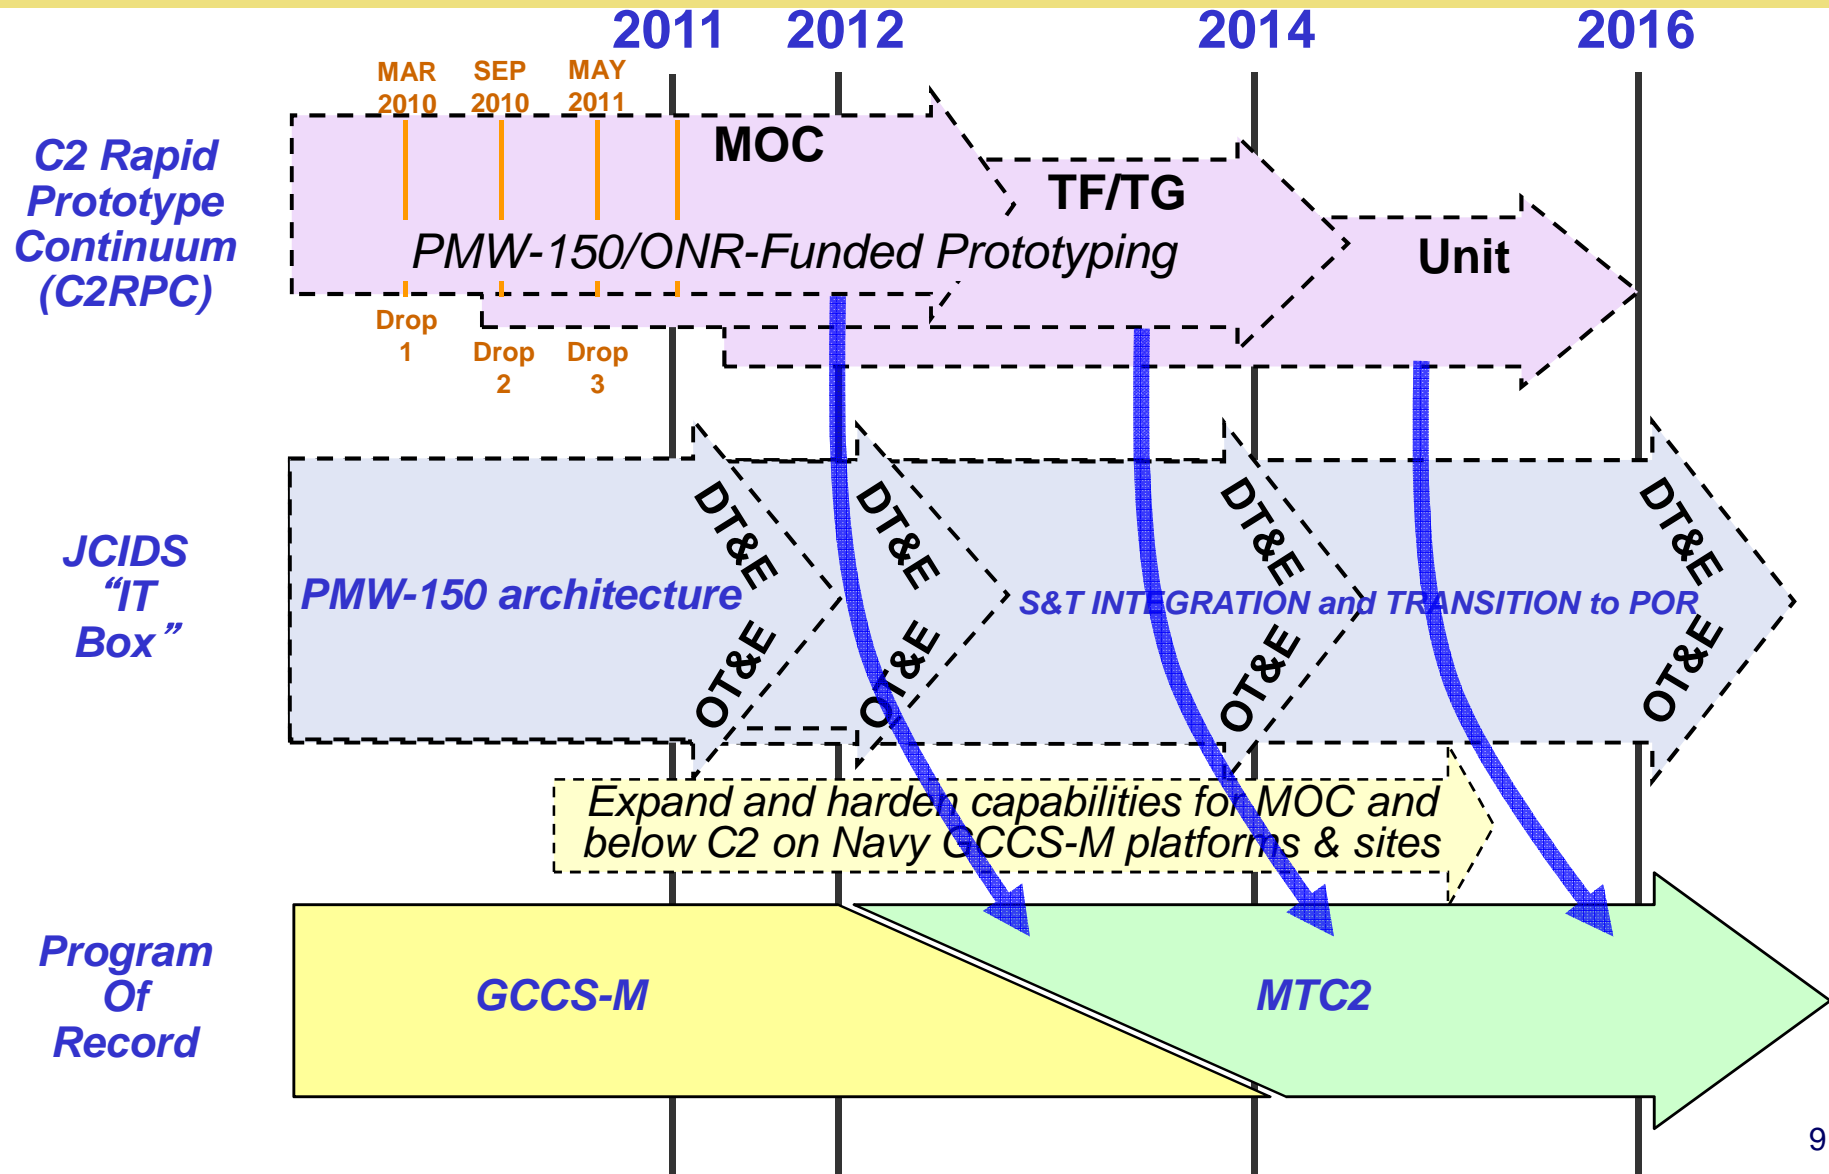 2011
2012
2014
2016
MAR
2010
SEP
2010
MAY
2011
C2 Rapid
Prototype
Continuum
(C2RPC)
MOC
TF/TG
Unit
PMW-150/ONR-Funded Prototyping
Drop
1
Drop
2
Drop
3
JCIDS
“IT
Box”
PMW-150 architecture
DT&E
OT&E
DT&E
OT&E
S&T INTEGRATION and TRANSITION to POR
DT&E
OT&E
DT&E
OT&E
Expand and harden capabilities for MOC and
below C2 on Navy GCCS-M platforms & sites
Program
Of
Record
GCCS-M
MTC2
9